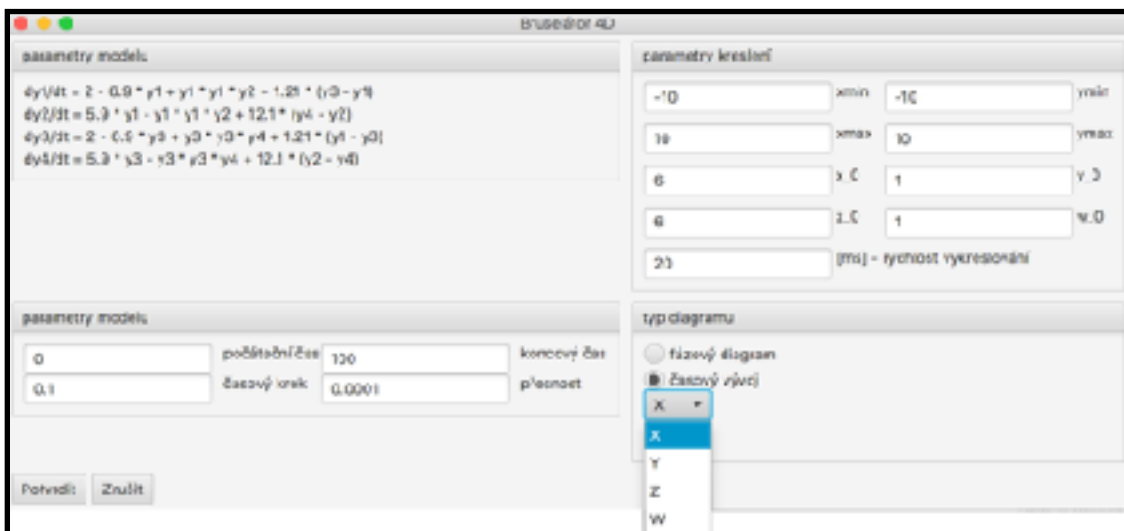 Bruselátor 4D
parametry modelu
dy1/dt = 2 - 6.9 * y1 + y1 * y1 * y2 + 1.21 * (y3 - y1)
dy2/dt = 5.9 * y1 - y1 * y1 * y2 + 12.1 * (y4 - y2)
dy3/dt = 2 - 6.9 * y3 + y3 * y3 * y4 + 1.21 * (y1 - y3)
dy4/dt = 5.9 * y3 - y3 * y3 * y4 + 12.1 * (y2 - y4)
parametry kreslení
-10 xmin -10 ymin
10 xmax 10 ymax
6 x_0 1 y_0
6 z_0 1 w_0
20 [ms] - rychlost vykreslování
parametry modelu
0 počáteční čas 100 koncový čas
0.1 časový krok 0.0001 přesnost
typ diagramu
fázový diagram
časový vývoj
X
X
Y
Z
W
Potvrdit Zrušit